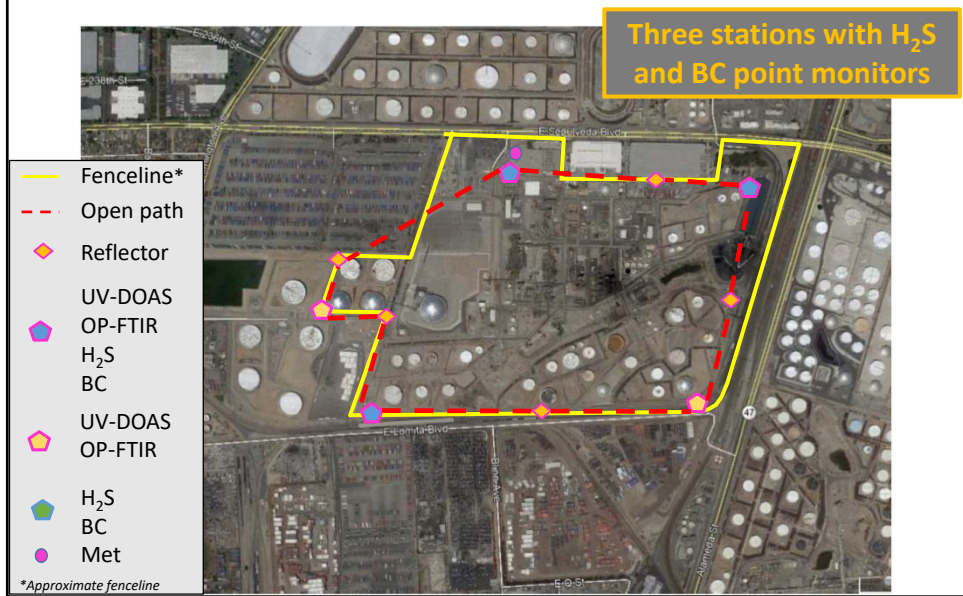 Three stations with H₂S
and BC point monitors
E-236th-St
E-238th-St
E-Sepulveda-Blvd
Fenceline*
Open path
Reflector
UV-DOAS
OP-FTIR
H₂S
BC
UV-DOAS
OP-FTIR
H₂S
BC
Met
*Approximate fenceline
E-Lomita-Blvd
47
Alameda-St